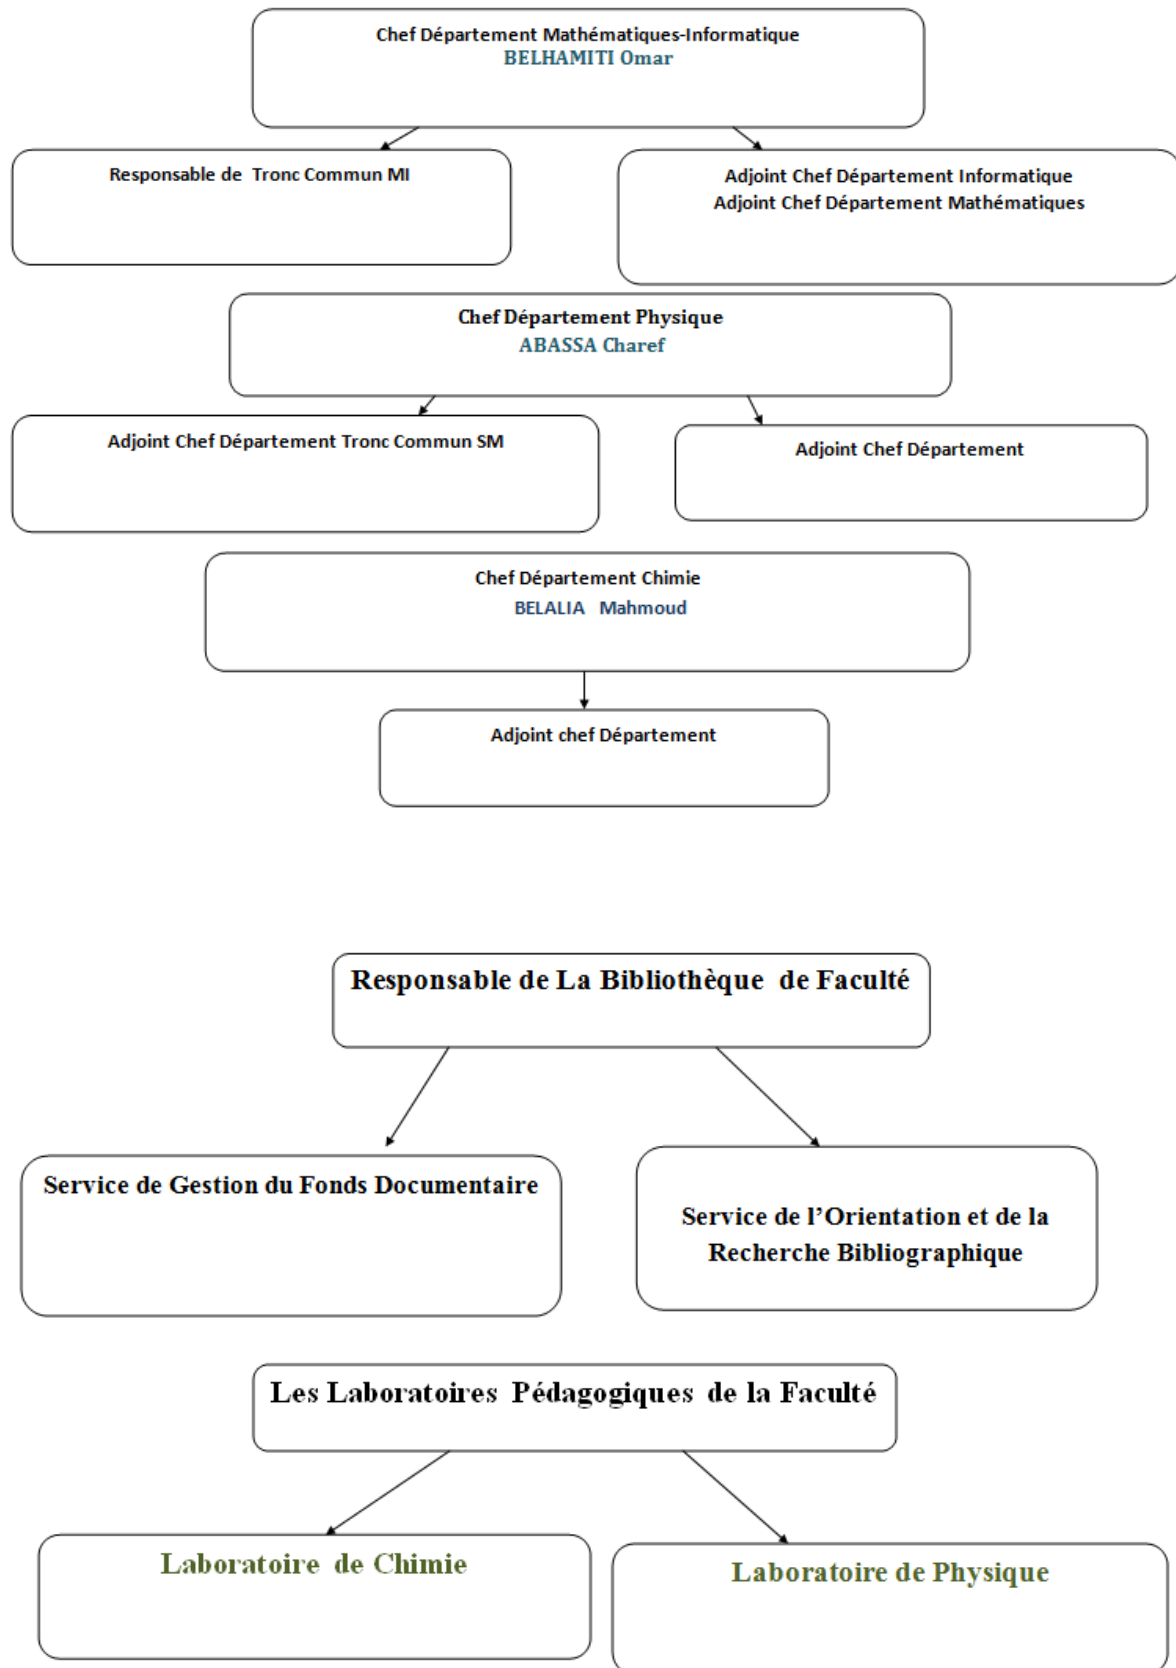 Chef Département Mathématiques-Informatique
BELHAMITI Omar
Responsable de Tronc Commun MI
Adjoint Chef Département Informatique
Adjoint Chef Département Mathématiques
Chef Département Physique
ABASSA Charef
Adjoint Chef Département Tronc Commun SM
Adjoint Chef Département
Chef Département Chimie
BELALIA Mahmoud
Adjoint chef Département
Responsable de La Bibliothèque de Faculté
Service de Gestion du Fonds Documentaire
Service de l’Orientation et de la
Recherche Bibliographique
Les Laboratoires Pédagogiques de la Faculté
Laboratoire de Chimie
Laboratoire de Physique